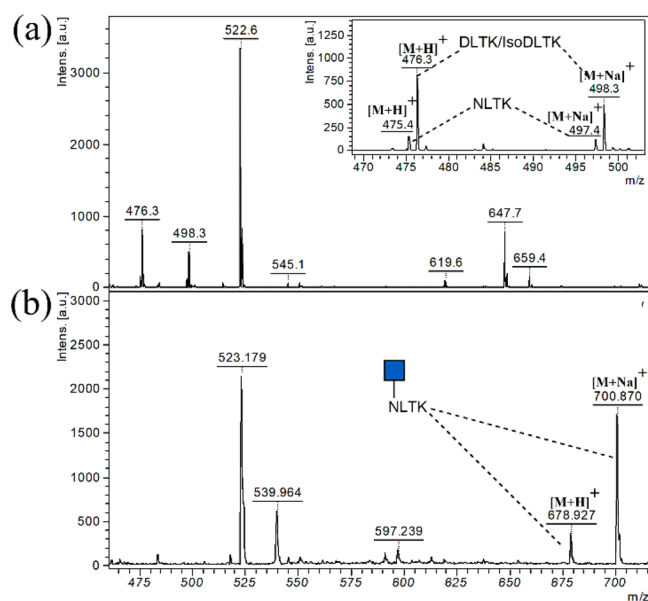 (a)
Intens. [a.u.]
3000
2000
1000
0
522.6
476.3
498.3
545.1
619.6
647.7
659.4
Intens. [a.u.]
1250
1000
750
500
250
0
[M+H]+
476.3
DLTK/IsoDLTK
[M+Na]+
498.3
[M+H]+
475.4
NLTK
[M+Na]+
497.4
470 475 480 485 490 495 500
m/z
(b)
Intens. [a.u.]
3000
2500
2000
1500
1000
500
0
523.179
539.964
597.239
NLTK
[M+Na]+
700.870
[M+H]+
678.927
475 500 525 550 575 600 625 650 675 700
m/z